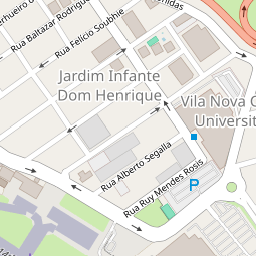 Rua Baltazar Rodrigue
Rua Felício Soubhie
Jardim Infante
Dom Henrique
Vila Nova C
Universit
Rua Alberto Segalla
Rua Ruy Mendes Rosis
P